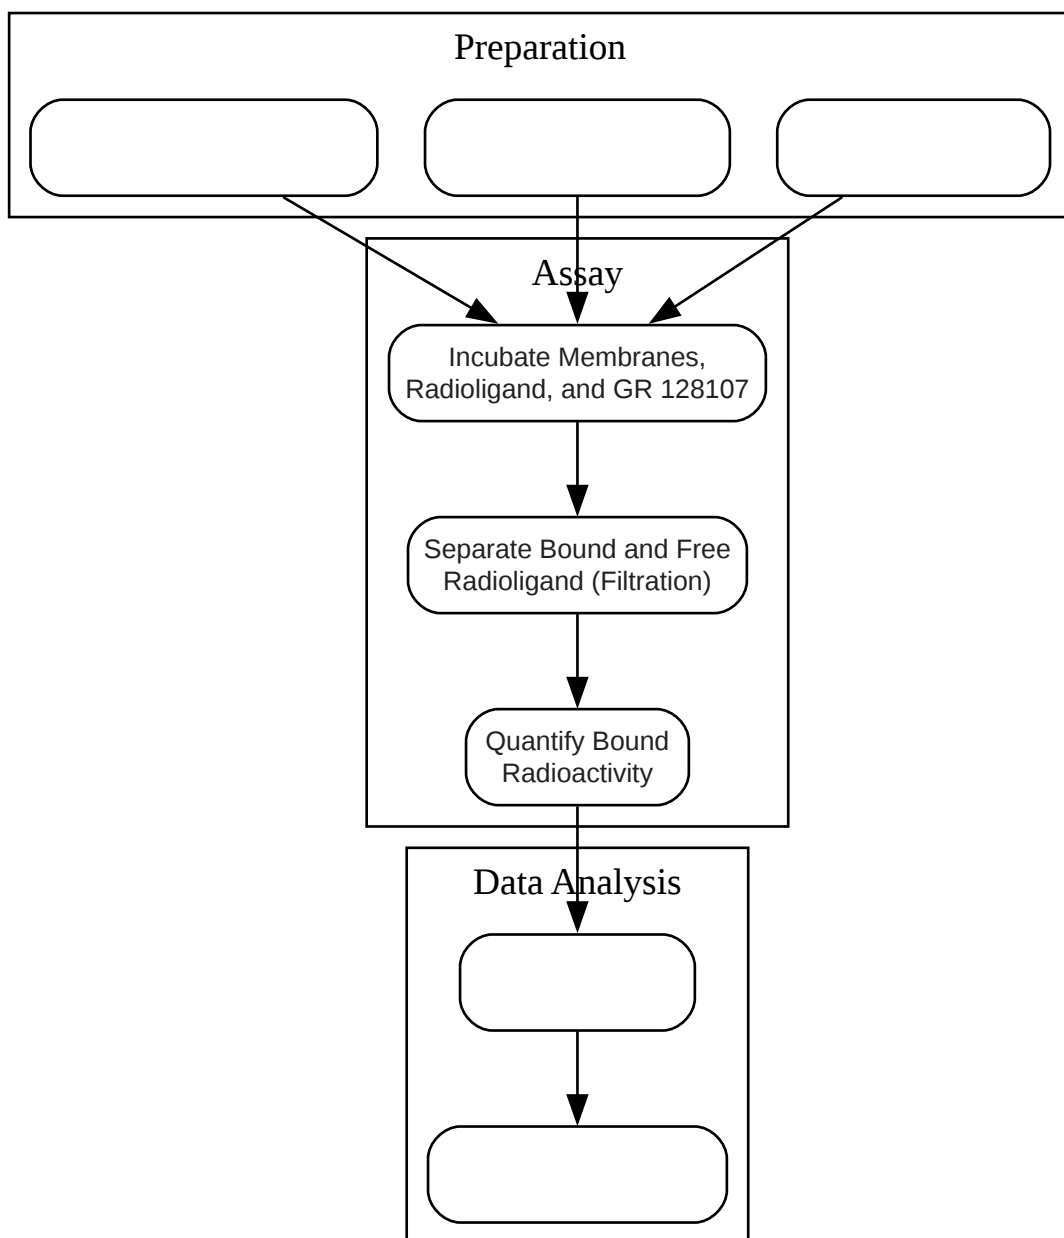 Preparation
Assay
Incubate Membranes,
Radioligand, and GR 128107
Separate Bound and Free
Radioligand (Filtration)
Quantify Bound
Radioactivity
Data Analysis